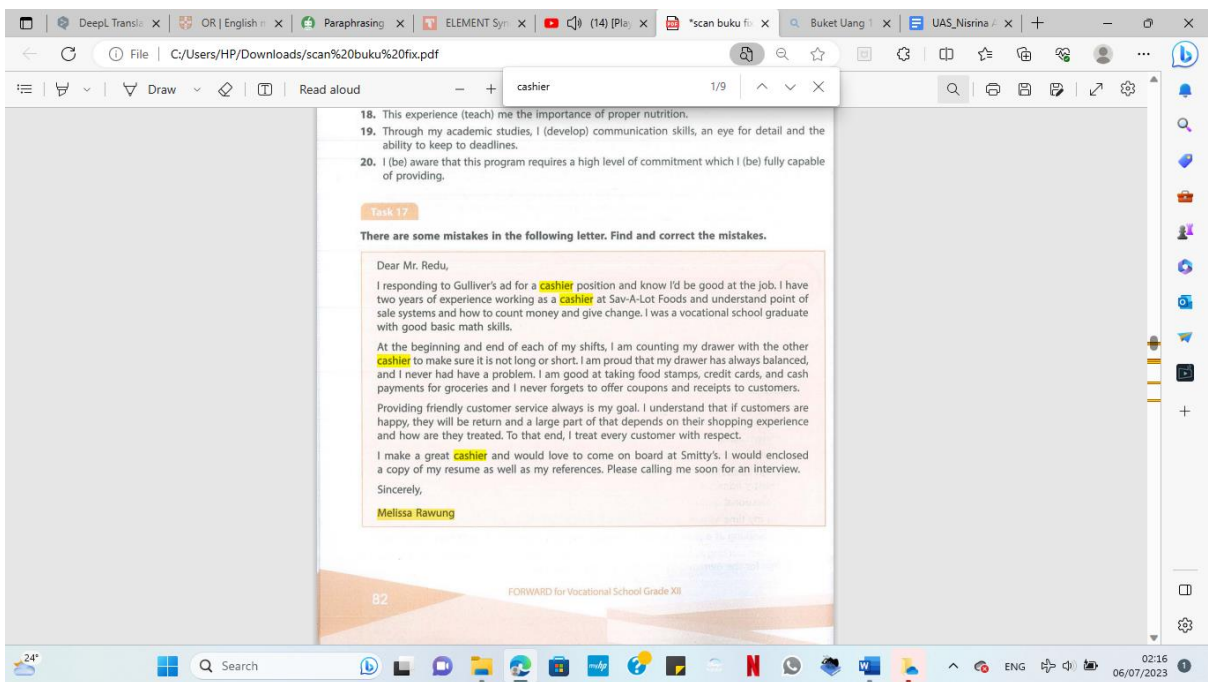 DeepL Transla
OR | English n
Paraphrasing
ELEMENT Syn
(14) [Play
*scan buku fi
Buket Uang 1
UAS_Nisrina A
File | C:/Users/HP/Downloads/scan%20buku%20fix.pdf
Draw
Read aloud
cashier 1/9
18. This experience (teach) me the importance of proper nutrition.
19. Through my academic studies, I (develop) communication skills, an eye for detail and the
ability to keep to deadlines.
20. I (be) aware that this program requires a high level of commitment which I (be) fully capable
of providing.
Task 17
There are some mistakes in the following letter. Find and correct the mistakes.
Dear Mr. Redu,
I responding to Gulliver's ad for a cashier position and know I'd be good at the job. I have
two years of experience working as a cashier at Sav-A-Lot Foods and understand point of
sale systems and how to count money and give change. I was a vocational school graduate
with good basic math skills.
At the beginning and end of each of my shifts, I am counting my drawer with the other
cashier to make sure it is not long or short. I am proud that my drawer has always balanced,
and I never had have a problem. I am good at taking food stamps, credit cards, and cash
payments for groceries and I never forgets to offer coupons and receipts to customers.
Providing friendly customer service always is my goal. I understand that if customers are
happy, they will be return and a large part of that depends on their shopping experience
and how are they treated. To that end, I treat every customer with respect.
I make a great cashier and would love to come on board at Smitty's. I would enclosed
a copy of my resume as well as my references. Please calling me soon for an interview.
Sincerely,
Melissa Rawung
82
FORWARD for Vocational School Grade XII
24°
Search
myhp
ENG
02:16
06/07/2023
1